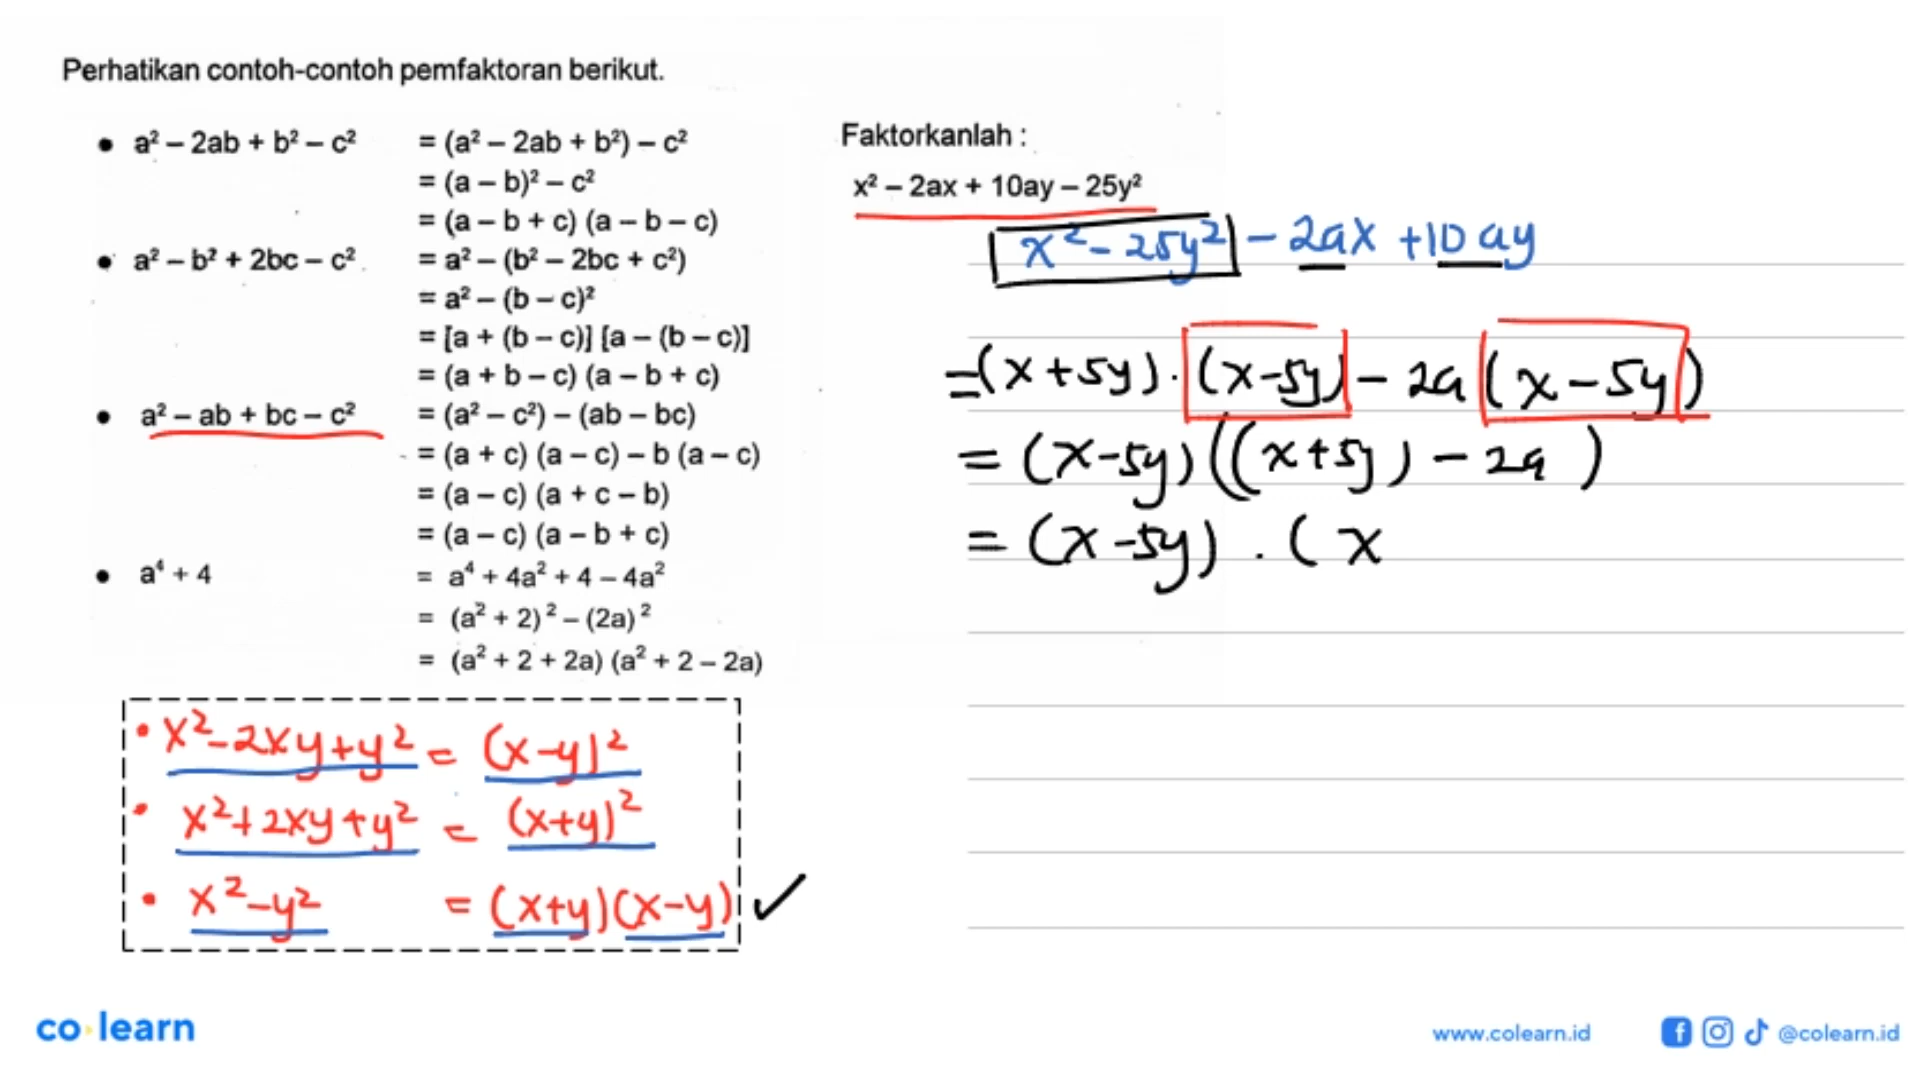 Perhatikan contoh-contoh pemfaktoran berikut.
• a² – 2ab + b² – c² = (a² – 2ab + b²) – c²
= (a – b)² – c²
= (a – b + c) (a – b – c)
• a² – b² + 2bc – c² = a² – (b² – 2bc + c²)
= a² – (b – c)²
= [a + (b – c)] [a – (b – c)]
= (a + b – c) (a – b + c)
• a² – ab + bc – c² = (a² – c²) – (ab – bc)
= (a + c) (a – c) – b (a – c)
= (a – c) (a + c – b)
= (a – c) (a – b + c)
• a⁴ + 4 = a⁴ + 4a² + 4 – 4a²
= (a² + 2)² – (2a)²
= (a² + 2 + 2a) (a² + 2 – 2a)
• x²-2xy+y² = (x-y)²
• x²+2xy+y² = (x+y)²
• x²-y² = (x+y)(x-y) ✓
Faktorkanlah :
x² – 2ax + 10ay – 25y²
x²-25y² - 2ax +10ay
=(x+5y).(x-5y) - 2a(x-5y)
= (x-5y)((x+5y) - 2a )
= (x-5y) . ( x
co learn
www.colearn.id
@colearn.id